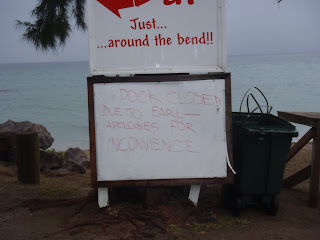 Just...
...around the bend!!
DOCK CLOSED
DUE TO EARL —
APOLOGIES FOR
INCONVIENCE